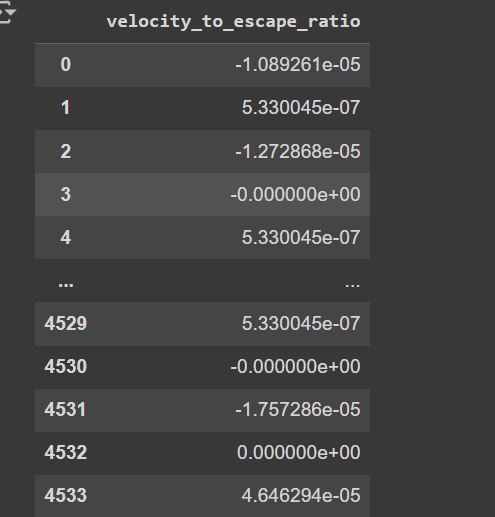 velocity_to_escape_ratio
0 -1.089261e-05
1 5.330045e-07
2 -1.272868e-05
3 -0.000000e+00
4 5.330045e-07
... ...
4529 5.330045e-07
4530 -0.000000e+00
4531 -1.757286e-05
4532 0.000000e+00
4533 4.646294e-05